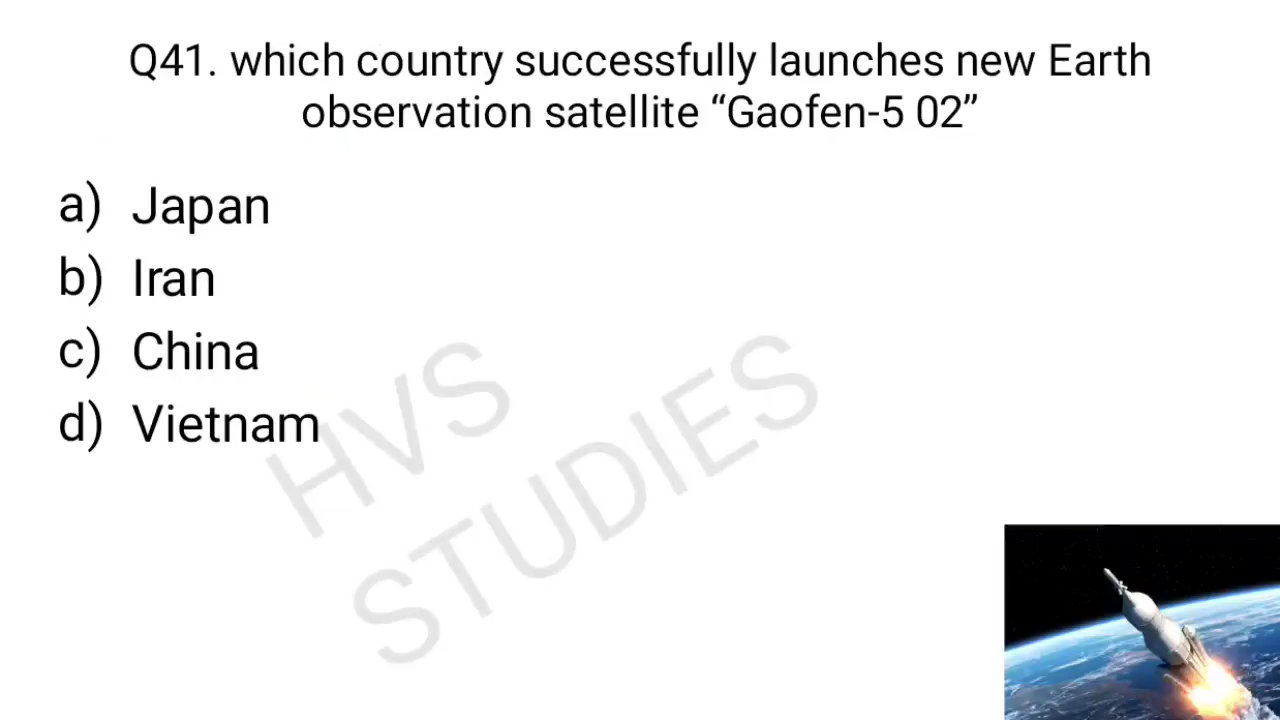 Q41. which country successfully launches new Earth
observation satellite “Gaofen-5 02”
a) Japan
b) Iran
c) China
d) Vietnam
HVS
STUDIES